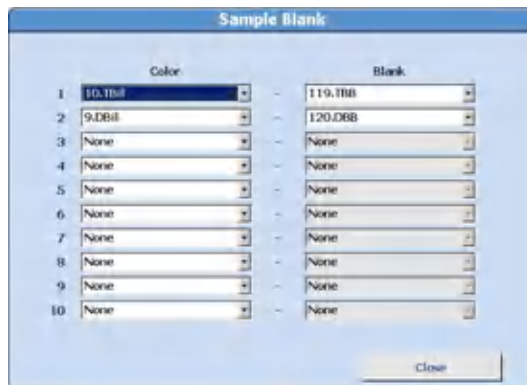 Sample Blank
Color Blank
1 10.TBil - 119.TBB
2 9.DBil - 120.DBB
3 None - None
4 None - None
5 None - None
6 None - None
7 None - None
8 None - None
9 None - None
10 None - None
Close